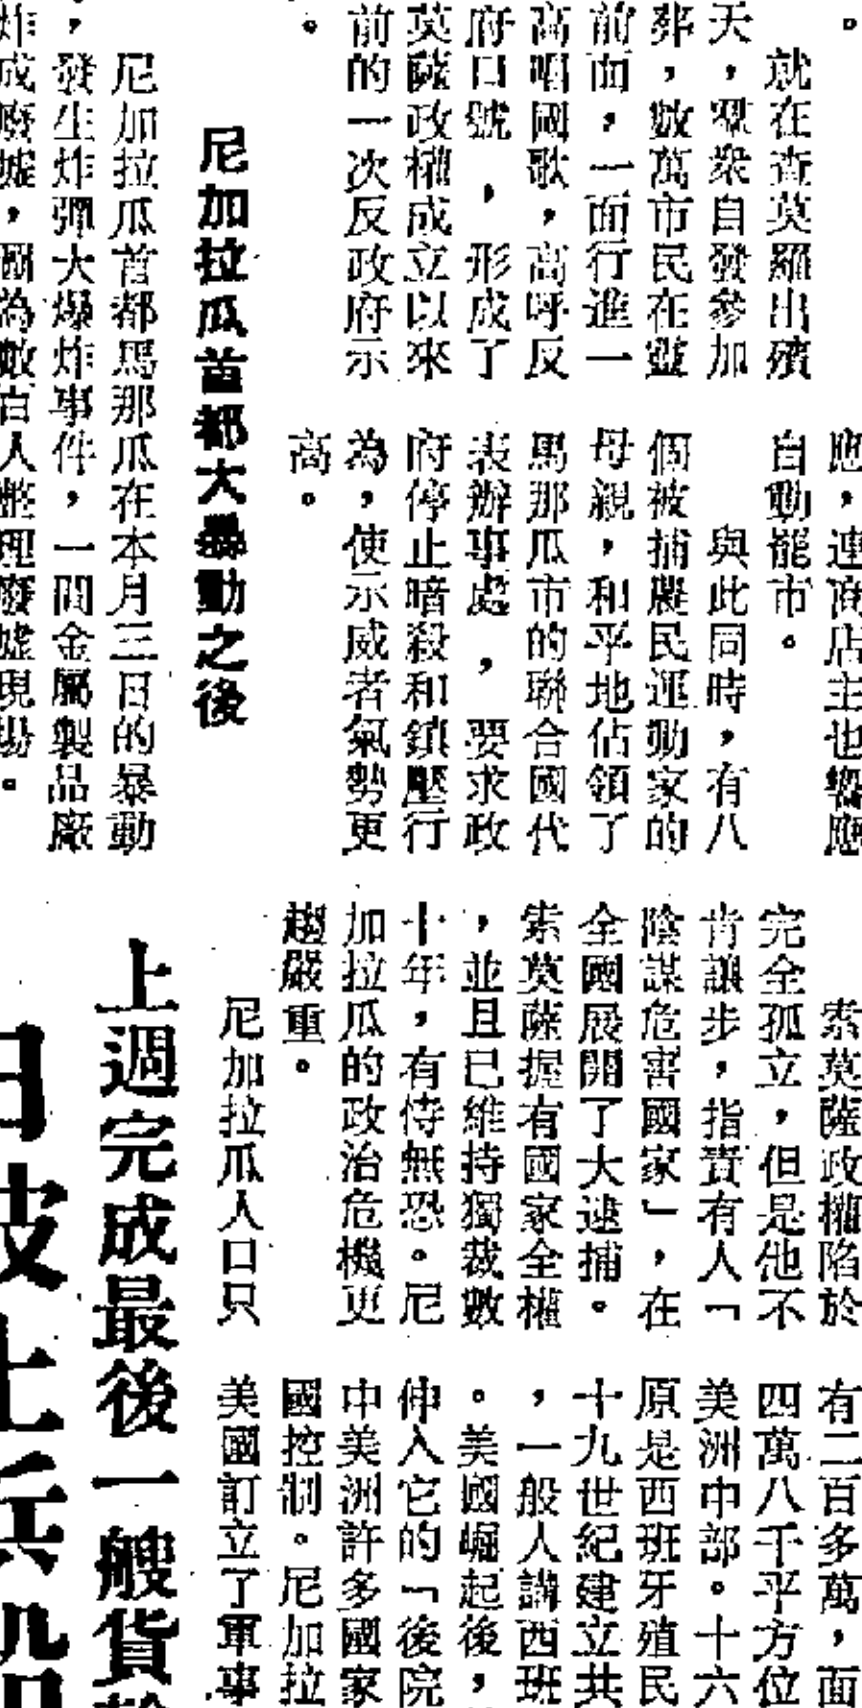 。
就在查英羅出殯
天，羣衆自發參加
葬，數萬市民在靈
前面，一面行進一
高唱國歌，高呼反
府口號，形成了
英薩政權成立以來
前的一次反政府示
。
應，連商店主也響應
自動罷市。
與此同時，有八
個被捕農民運動家的
母親，和平地佔領了
馬那瓜市的聯合國代
表辦事處，要求政
府停止暗殺和鎮壓行
為，使示威者氣勢更
高。
尼加拉瓜首都大暴動之後
尼加拉瓜首都馬那瓜在本月三日的暴動
，發生炸彈大爆炸事件，一間金屬製品廠
炸成廢墟，圖為數百人整理廢墟現場。
索英薩政權陷於
完全孤立，但是他不
肯讓步，指責有人「
陰謀危害國家」，在
全國展開了大逮捕。
索英薩握有國家全權
，並且已維持獨裁數
十年，有恃無恐。尼
加拉瓜的政治危機更
趨嚴重。
尼加拉瓜人口只
有二百多萬，面
四萬八千平方位
美洲中部。十六
原是西班牙殖民
十九世紀建立共
，一般人講西班
。美國崛起後，
伸入它的「後院
中美洲許多國家
國控制。尼加拉
美國訂立了軍事
上週完成最後一艘貨